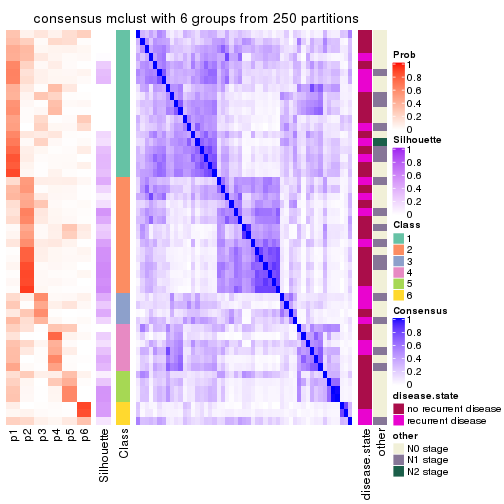 consensus mclust with 6 groups from 250 partitions
Prob
1
0.8
0.6
0.4
0.2
0
Silhouette
1
0.8
0.6
0.4
0.2
0
Class
1
2
3
4
5
6
Consensus
1
0.8
0.6
0.4
0.2
0
disease.state
no recurrent disease
recurrent disease
other
N0 stage
N1 stage
N2 stage
p1
p2
p3
p4
p5
p6
Silhouette
Class
disease.state
other